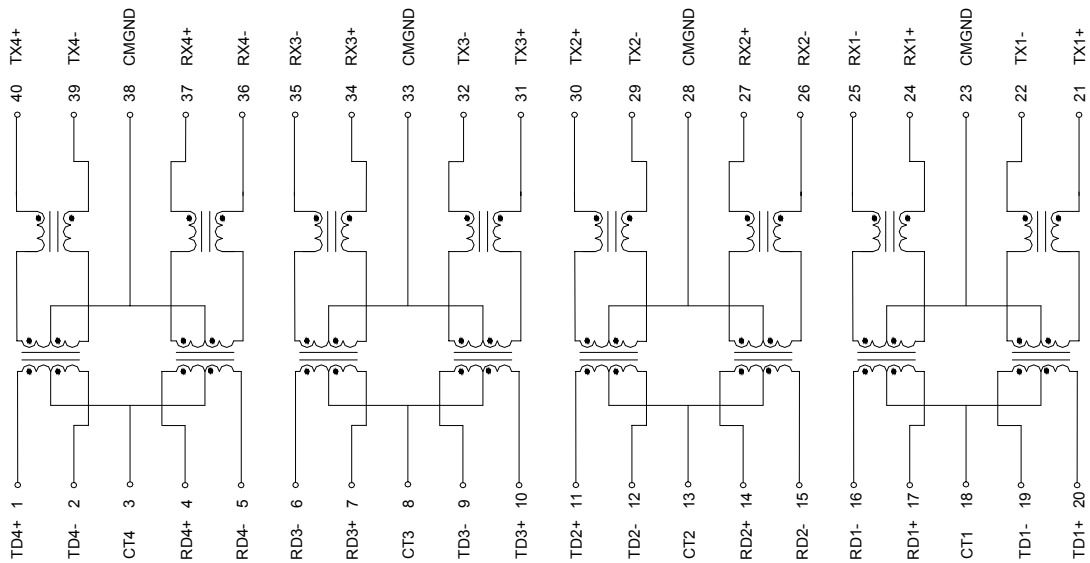 TX4+ TX4- CMGND RX4+ RX4- RX3- RX3+ CMGND TX3- TX3+ TX2+ TX2- CMGND RX2+ RX2- RX1- RX1+ CMGND TX1- TX1+
40 39 38 37 36 35 34 33 32 31 30 29 28 27 26 25 24 23 22 21
1 2 3 4 5 6 7 8 9 10 11 12 13 14 15 16 17 18 19 20
TD4+ TD4- CT4 RD4+ RD4- RD3- RD3+ CT3 TD3- TD3+ TD2+ TD2- CT2 RD2+ RD2- RD1- RD1+ CT1 TD1- TD1+